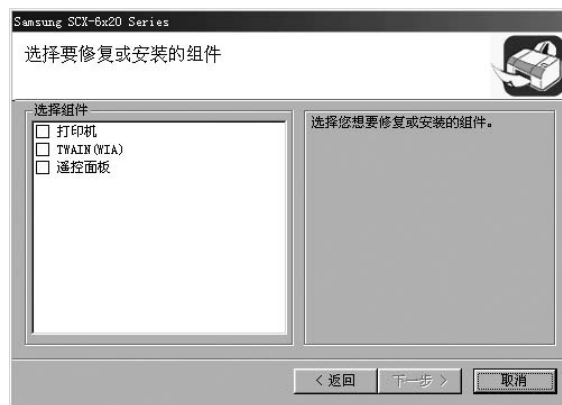 Samsung SCX-6x20 Series
选择要修复或安装的组件
选择组件
打印机
TWAIN(WIA)
遥控面板
选择您想要修复或安装的组件。
< 返回
下一步 >
取消